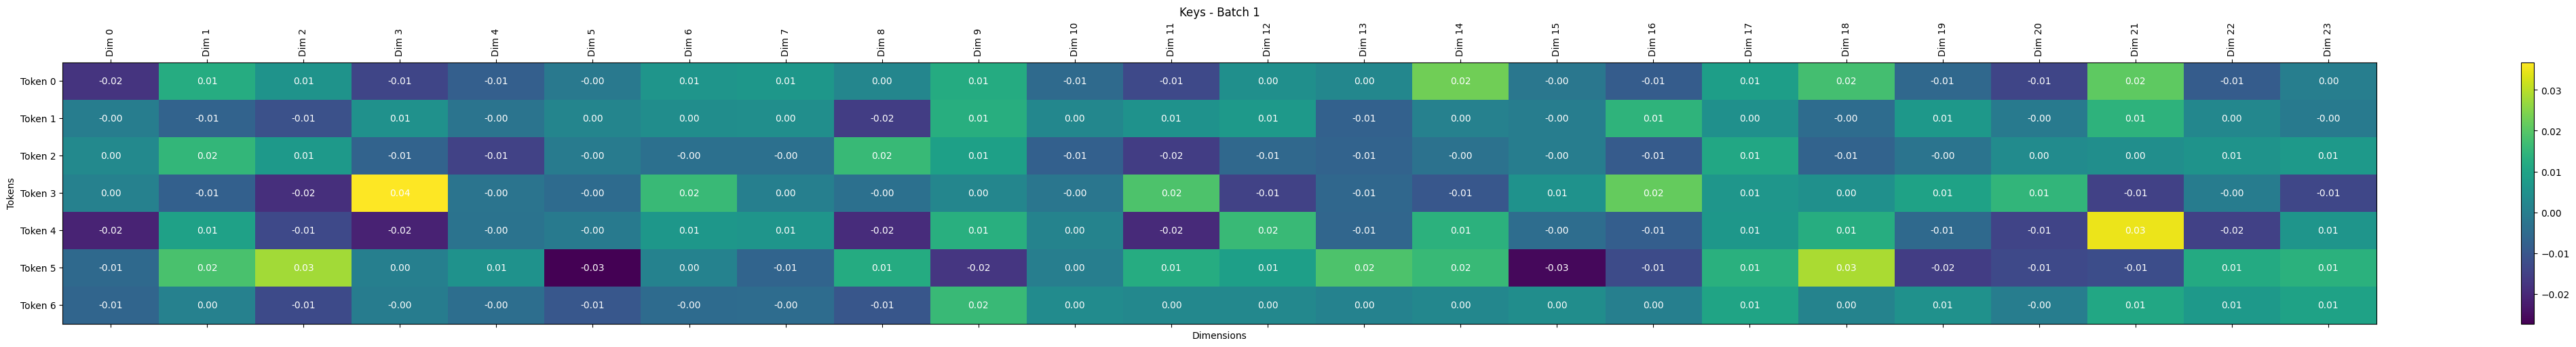 Keys - Batch 1
Dim 0 Dim 1 Dim 2 Dim 3 Dim 4 Dim 5 Dim 6 Dim 7 Dim 8 Dim 9 Dim 10 Dim 11 Dim 12 Dim 13 Dim 14 Dim 15 Dim 16 Dim 17 Dim 18 Dim 19 Dim 20 Dim 21 Dim 22 Dim 23
Token 0 -0.02 0.01 0.01 -0.01 -0.01 -0.00 0.01 0.01 0.00 0.01 -0.01 -0.01 0.00 0.00 0.02 -0.00 -0.01 0.01 0.02 -0.01 -0.01 0.02 -0.01 0.00
Token 1 -0.00 -0.01 -0.01 0.01 -0.00 0.00 0.00 0.00 -0.02 0.01 0.00 0.01 0.01 -0.01 0.00 -0.00 0.01 0.00 -0.00 0.01 -0.00 0.01 0.00 -0.00
Token 2 0.00 0.02 0.01 -0.01 -0.01 -0.00 -0.00 -0.00 0.02 0.01 -0.01 -0.02 -0.01 -0.01 -0.00 -0.00 -0.01 0.01 -0.01 -0.00 0.00 0.00 0.01 0.01
Token 3 0.00 -0.01 -0.02 0.04 -0.00 -0.00 0.02 0.00 -0.00 0.00 -0.00 0.02 -0.01 -0.01 -0.01 0.01 0.02 0.01 0.00 0.01 0.01 -0.01 -0.00 -0.01
Token 4 -0.02 0.01 -0.01 -0.02 -0.00 -0.00 0.01 0.01 -0.02 0.01 0.00 -0.02 0.02 -0.01 0.01 -0.00 -0.01 0.01 0.01 -0.01 -0.01 0.03 -0.02 0.01
Token 5 -0.01 0.02 0.03 0.00 0.01 -0.03 0.00 -0.01 0.01 -0.02 0.00 0.01 0.01 0.02 0.02 -0.03 -0.01 0.01 0.03 -0.02 -0.01 -0.01 0.01 0.01
Token 6 -0.01 0.00 -0.01 -0.00 -0.00 -0.01 -0.00 -0.00 -0.01 0.02 0.00 0.00 0.00 0.00 0.00 0.00 0.00 0.01 0.00 0.01 -0.00 0.01 0.01 0.01
Tokens
Dimensions
0.03
0.02
0.01
0.00
−0.01
−0.02